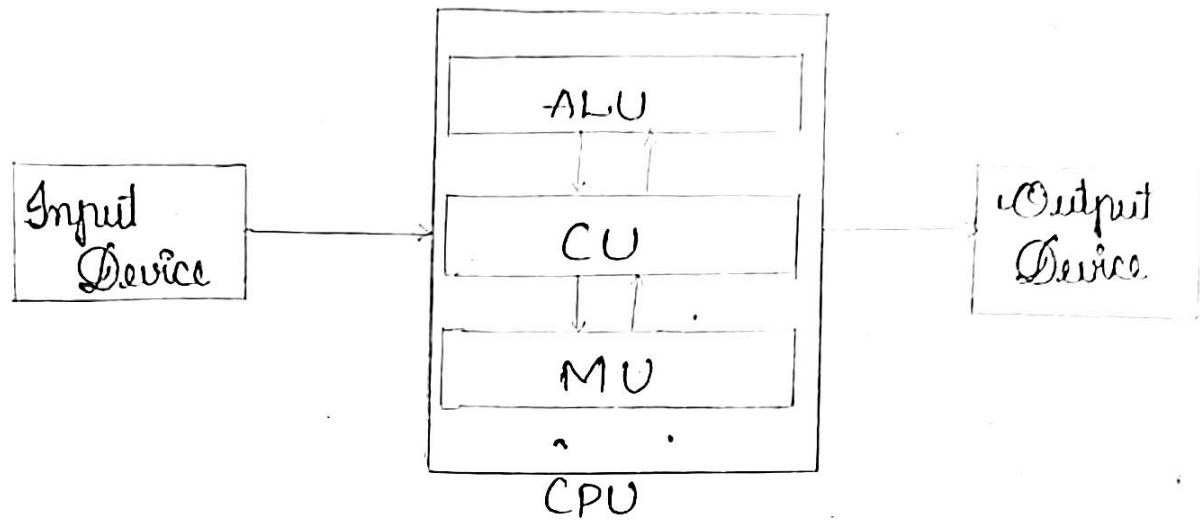 ALU
Input
Device
CU
Output
Device
MU
CPU